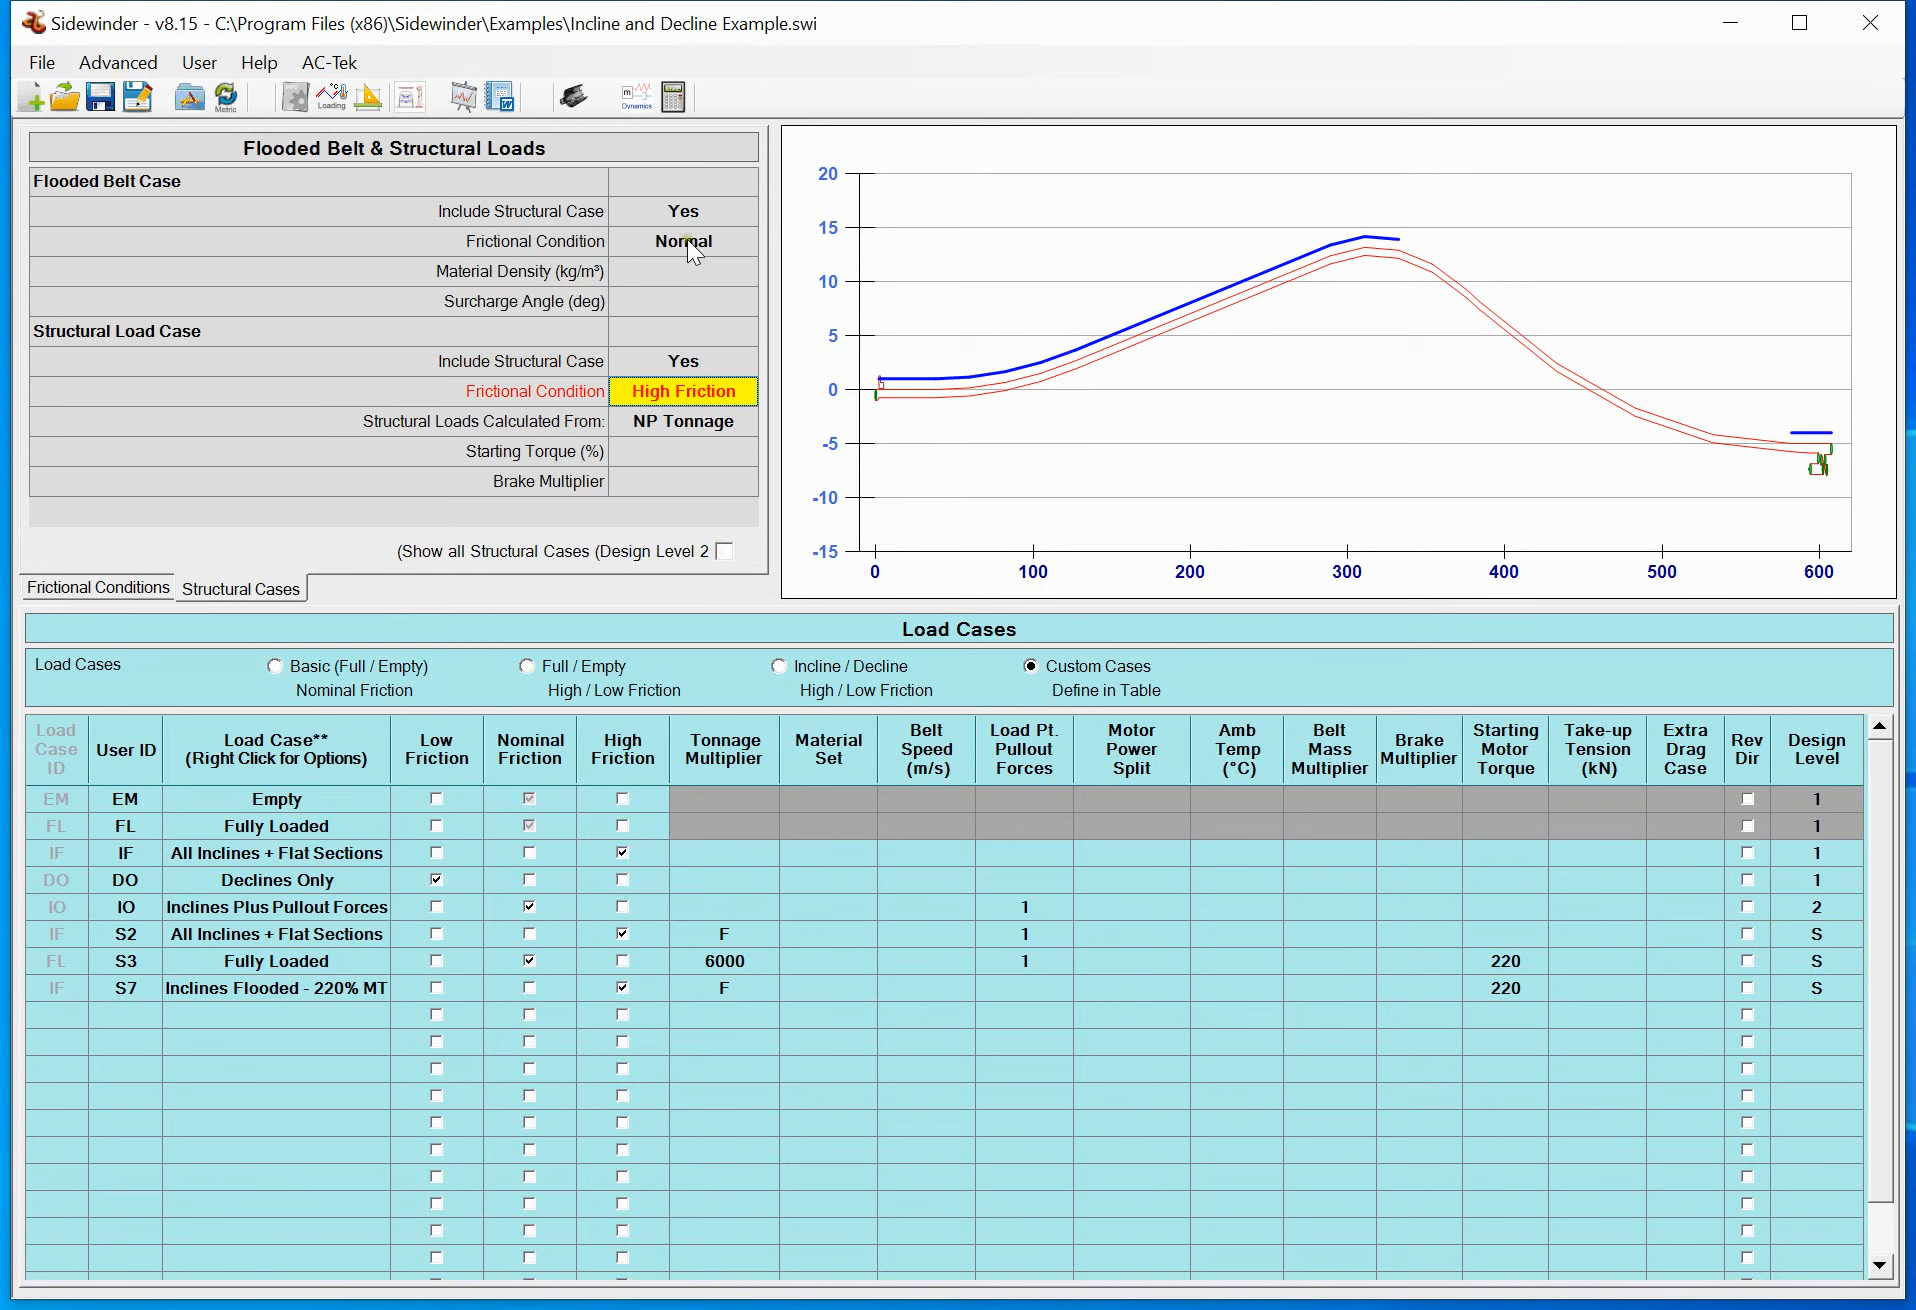 Sidewinder - v8.15 - C:\Program Files (x86)\Sidewinder\Examples\Incline and Decline Example.swi
File Advanced User Help AC-Tek
Metric Loading Dynamics
Flooded Belt & Structural Loads
Flooded Belt Case
Include Structural Case Yes
Frictional Condition Normal
Material Density (kg/m³)
Surcharge Angle (deg)
Structural Load Case
Include Structural Case Yes
Frictional Condition High Friction
Structural Loads Calculated From: NP Tonnage
Starting Torque (%)
Brake Multiplier
(Show all Structural Cases (Design Level 2
Frictional Conditions Structural Cases
20
15
10
5
0
-5
-10
-15
0 100 200 300 400 500 600
Load Cases
Load Cases Basic (Full / Empty) Full / Empty Incline / Decline Custom Cases
Nominal Friction High / Low Friction High / Low Friction Define in Table
Load Case ID User ID Load Case** (Right Click for Options) Low Friction Nominal Friction High Friction Tonnage Multiplier Material Set Belt Speed (m/s) Load Pt. Pullout Forces Motor Power Split Amb Temp (°C) Belt Mass Multiplier Brake Multiplier Starting Motor Torque Take-up Tension (kN) Extra Drag Case Rev Dir Design Level
EM EM Empty 1
FL FL Fully Loaded 1
IF IF All Inclines + Flat Sections 1
DO DO Declines Only 1
IO IO Inclines Plus Pullout Forces 1 2
IF S2 All Inclines + Flat Sections F 1 S
FL S3 Fully Loaded 6000 1 220 S
IF S7 Inclines Flooded - 220% MT F 220 S